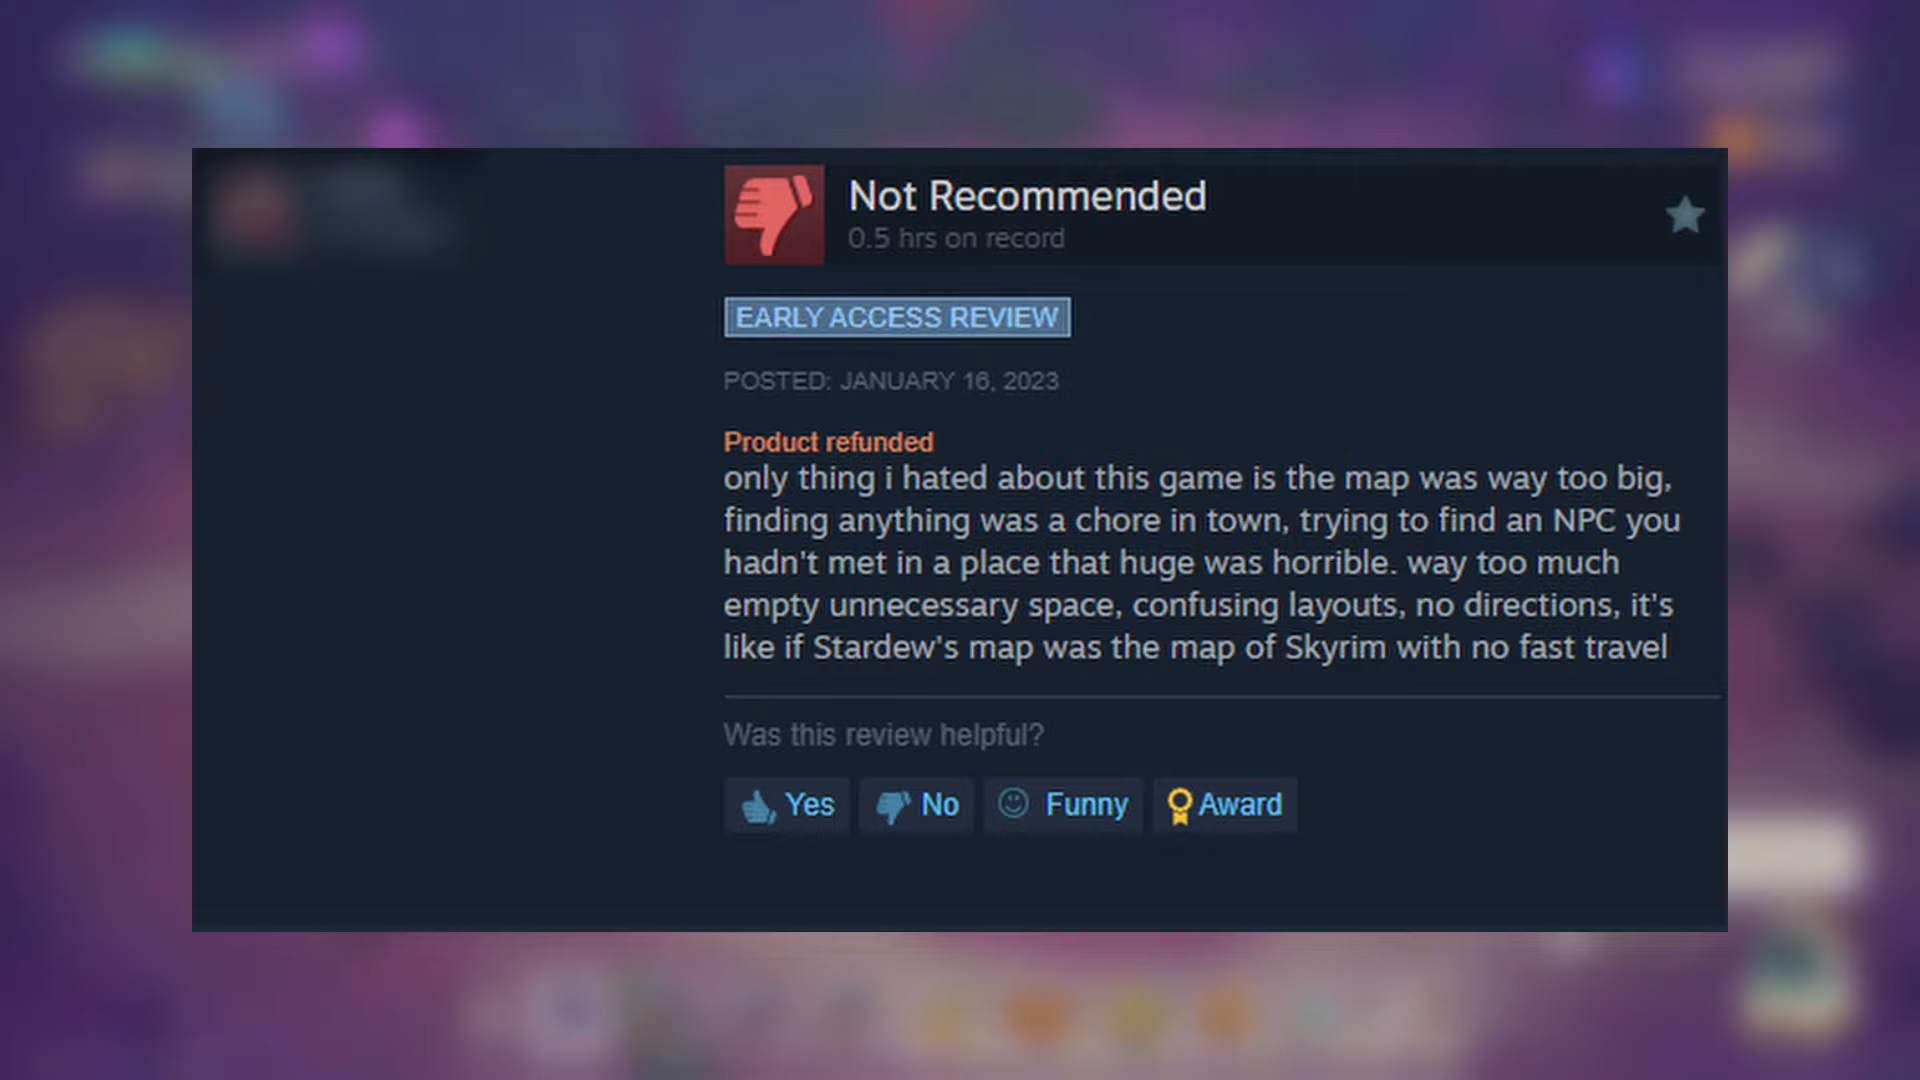 Not Recommended
0.5 hrs on record
EARLY ACCESS REVIEW
POSTED: JANUARY 16, 2023
Product refunded
only thing i hated about this game is the map was way too big,
finding anything was a chore in town, trying to find an NPC you
hadn't met in a place that huge was horrible. way too much
empty unnecessary space, confusing layouts, no directions, it's
like if Stardew's map was the map of Skyrim with no fast travel
Was this review helpful?
Yes
No
Funny
Award